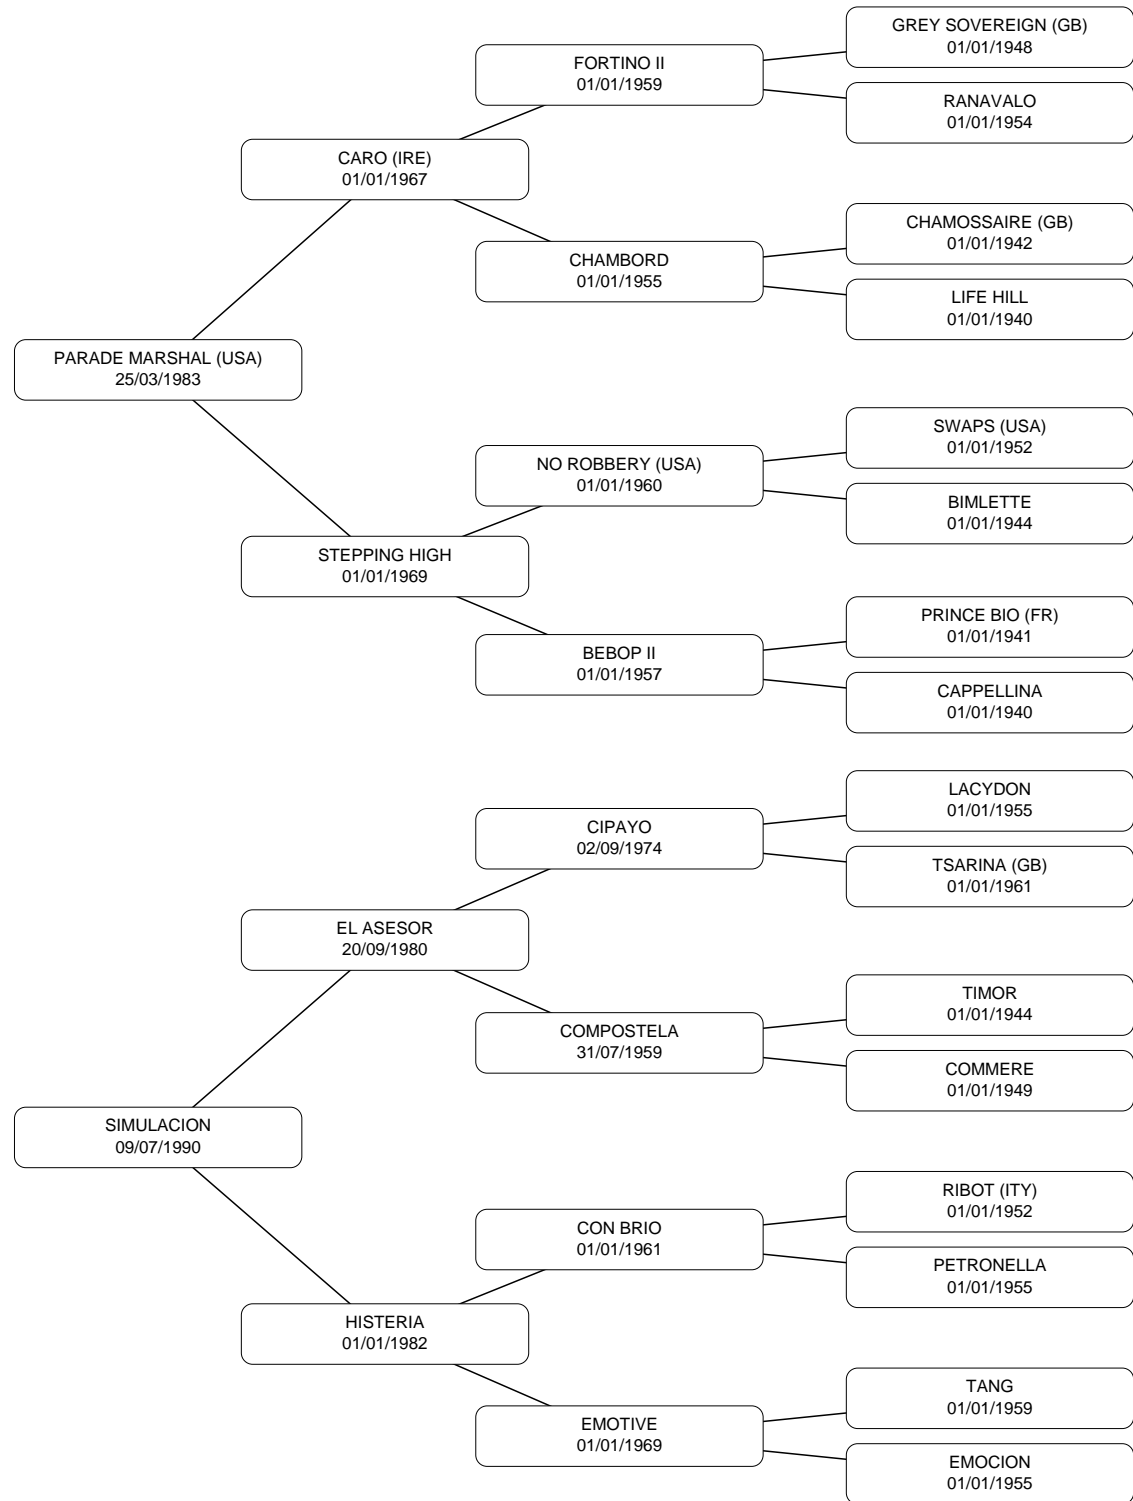 GREY SOVEREIGN (GB)
01/01/1948
FORTINO II
01/01/1959
RANAVALO
01/01/1954
CARO (IRE)
01/01/1967
CHAMOSSAIRE (GB)
01/01/1942
CHAMBORD
01/01/1955
LIFE HILL
01/01/1940
PARADE MARSHAL (USA)
25/03/1983
SWAPS (USA)
01/01/1952
NO ROBBERY (USA)
01/01/1960
BIMLETTE
01/01/1944
STEPPING HIGH
01/01/1969
PRINCE BIO (FR)
01/01/1941
BEBOP II
01/01/1957
CAPPELLINA
01/01/1940
LACYDON
01/01/1955
CIPAYO
02/09/1974
TSARINA (GB)
01/01/1961
EL ASESOR
20/09/1980
TIMOR
01/01/1944
COMPOSTELA
31/07/1959
COMMERE
01/01/1949
SIMULACION
09/07/1990
RIBOT (ITY)
01/01/1952
CON BRIO
01/01/1961
PETRONELLA
01/01/1955
HISTERIA
01/01/1982
TANG
01/01/1959
EMOTIVE
01/01/1969
EMOCION
01/01/1955